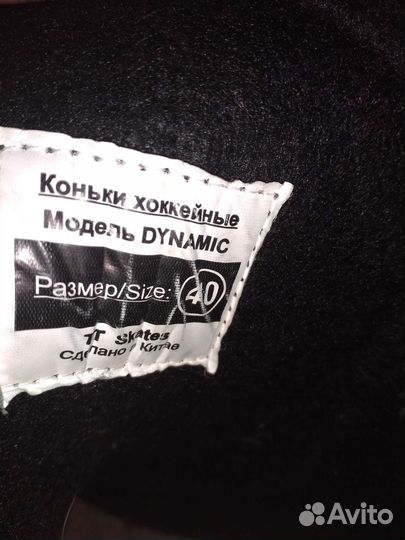 Коньки хоккейные
Модель DYNAMIC
Размер/Size: 40
TT Skates
Сделано в Китае
Avito